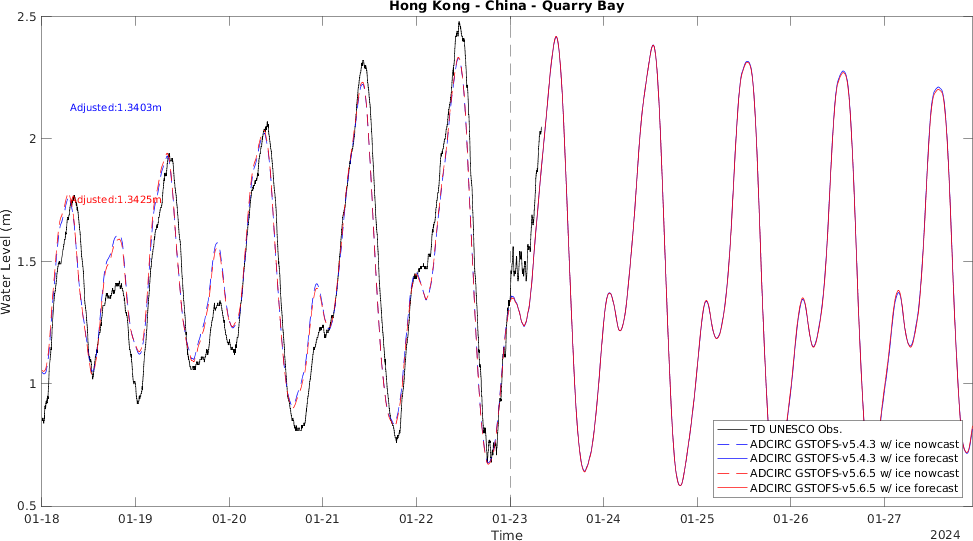 Hong Kong - China - Quarry Bay
2.5
Adjusted:1.3403m
2
Adjusted:1.3425m
Water Level (m)
1.5
1
TD UNESCO Obs.
ADCIRC GSTOFS-v5.4.3 w/ ice nowcast
ADCIRC GSTOFS-v5.4.3 w/ ice forecast
ADCIRC GSTOFS-v5.6.5 w/ ice nowcast
ADCIRC GSTOFS-v5.6.5 w/ ice forecast
0.5
01-18 01-19 01-20 01-21 01-22 01-23 01-24 01-25 01-26 01-27
Time
2024